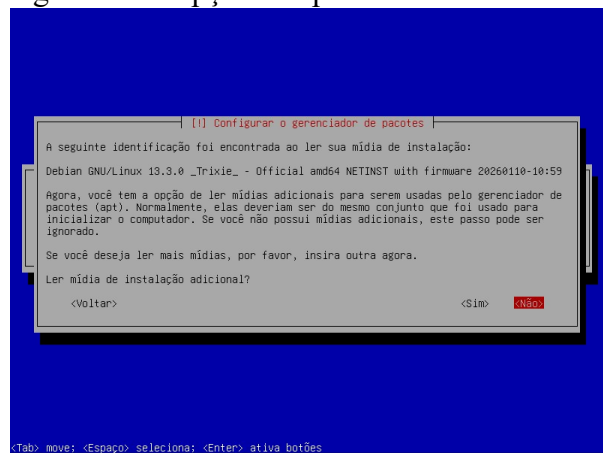 [!] Configurar o gerenciador de pacotes
A seguinte identificação foi encontrada ao ler sua mídia de instalação:
Debian GNU/Linux 13.3.0 _Trixie_ - Official amd64 NETINST with firmware 20260110-10:59
Agora, você tem a opção de ler mídias adicionais para serem usadas pelo gerenciador de
pacotes (apt). Normalmente, elas deveriam ser do mesmo conjunto que foi usado para
inicializar o computador. Se você não possui mídias adicionais, este passo pode ser
ignorado.
Se você deseja ler mais mídias, por favor, insira outra agora.
Ler mídia de instalação adicional?
<Voltar> <Sim> <Não>
<Tab> move; <Espaço> seleciona; <Enter> ativa botões